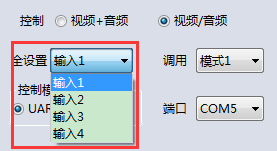 控制 视频+音频 视频/音频
全设置 输入1 调用 模式1
输入1
输入2
输入3
输入4
控制模
UAR 端口 COM5